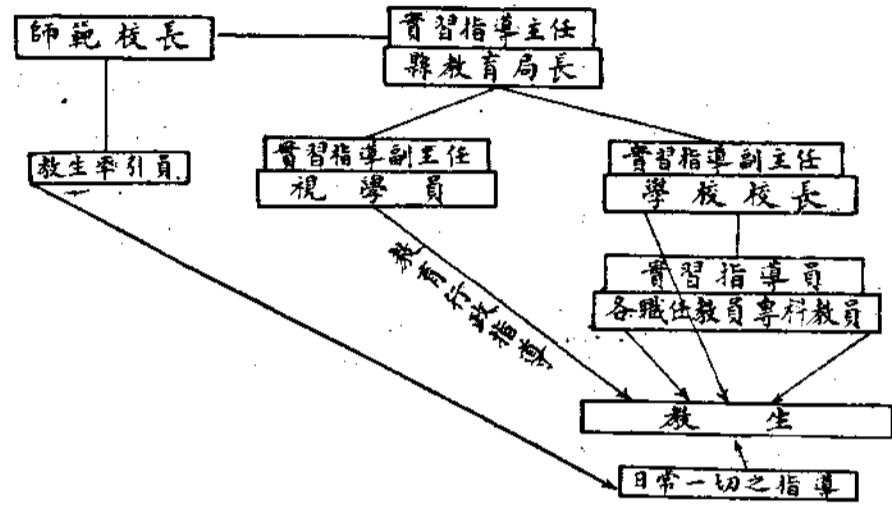 師範校長
實習指導主任
縣教育局長
教生牽引員
實習指導副主任
視學員
實習指導副主任
學校校長
教育行政指導
實習指導員
各職任教員專科教員
教生
日常一切之指導